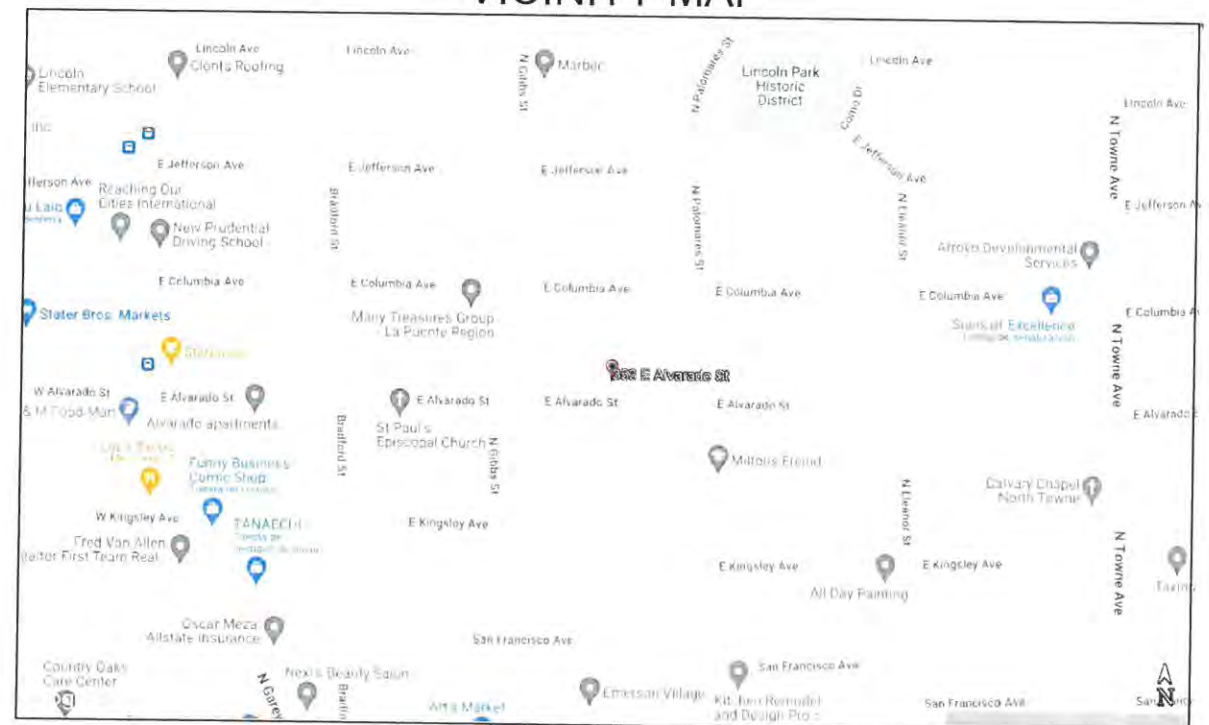 VICINITY MAP
Lincoln Ave
Lincoln Ave
Lincoln Ave
Lincoln Ave
Lincoln
Elementary School
Clonts Roofing
N Gibbs St
N Palomares St
Lincoln Park
Historic
District
Como Dr
N Towne Ave
Inc
E Jefferson Ave
E Jefferson Ave
E Jefferson Ave
E Jefferson Ave
E Jefferson A
Reaching Our
Cities International
New Prudential
Driving School
Bradford St
N Palomares St
N Eleanor St
Arroyo Developmental
Services
E Columbia Ave
E Columbia Ave
E Columbia Ave
E Columbia Ave
E Columbia Ave
E Columbia A
Stater Bros. Markets
Many Treasures Group
- La Puente Region
Signs of Excellence
N Towne Ave
E Alvarado St
W Alvarado St
E Alvarado St
E Alvarado St
E Alvarado St
E Alvarado St
E Alvarado
& M Food Mart
Alvarado apartments
St Paul's
Episcopal Church
Bradford St
N Gibbs St
Funny Business
Comic Shop
N Eleanor St
Calvary Chapel
North Towne
W Kingsley Ave
E Kingsley Ave
E Kingsley Ave
E Kingsley Ave
Fred Van Allen
First Team Real
N Towne Ave
All Day Painting
Oscar Meza
Allstate Insurance
San Francisco Ave
San Francisco Ave
San Francisco Ave
Country Oaks
Care Center
N Garey
Beauty Salon
Emerson Village
Kitchen Remodel
and Design Pro
Market
N